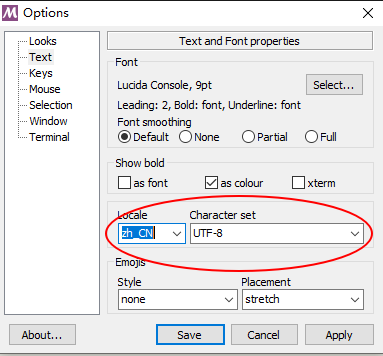 Options
Looks
Text
Keys
Mouse
Selection
Window
Terminal
Text and Font properties
Font
Lucida Console, 9pt
Select...
Leading: 2, Bold: font, Underline: font
Font smoothing
Default None Partial Full
Show bold
as font as colour xterm
Locale Character set
zh_CN UTF-8
Emojis
Style Placement
none stretch
About... Save Cancel Apply